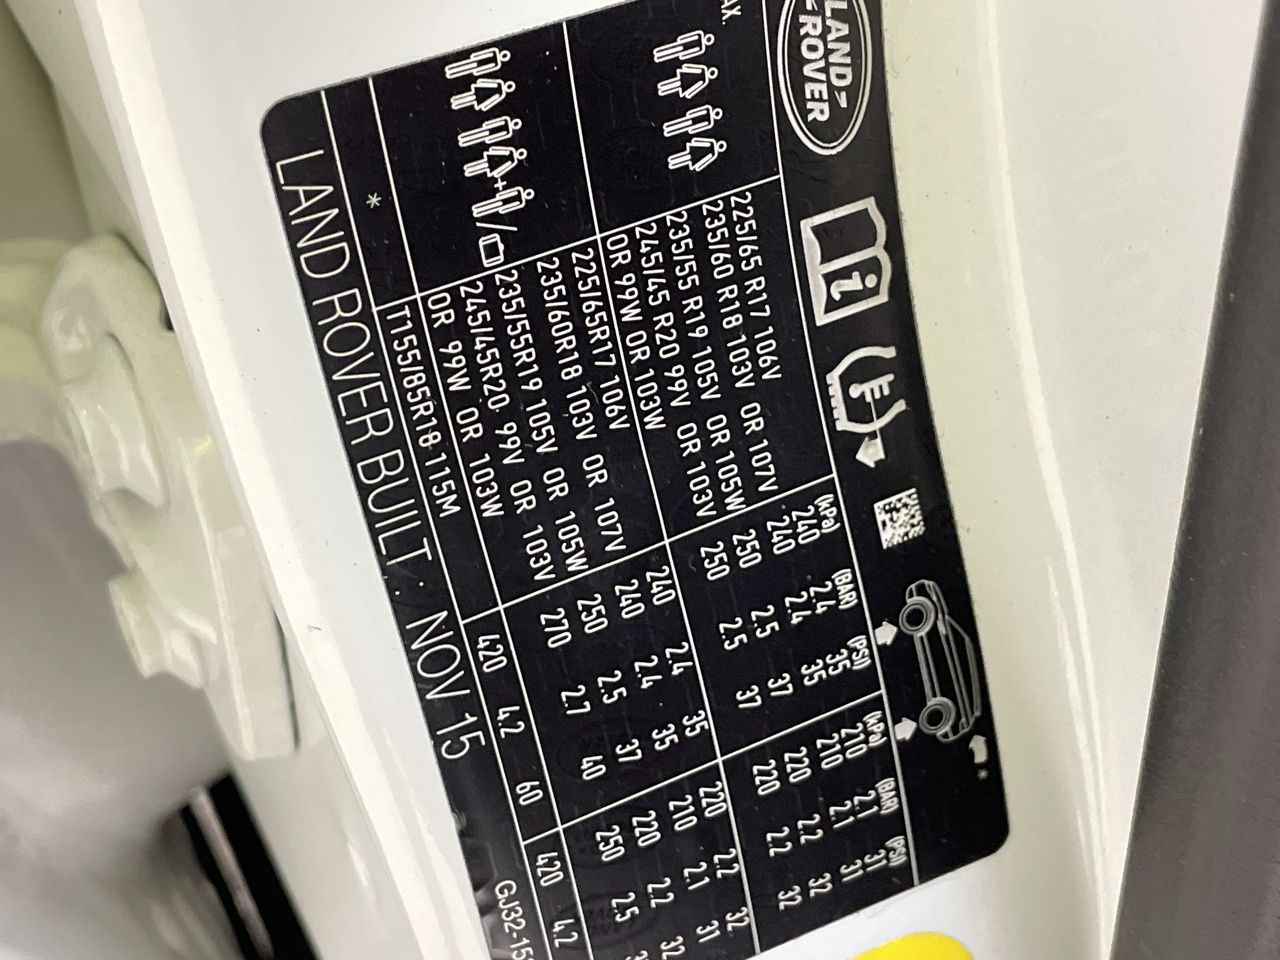 LAND
ROVER
(kPa) (BAR) (PSI) (kPa) (BAR) (PSI)
225/65 R17 106V 240 2.4 35 210 2.1 31
235/60 R18 103V OR 107V 240 2.4 35 210 2.1 31
235/55 R19 105V OR 105W 250 2.5 37 220 2.2 32
245/45 R20 99V OR 103V 250 2.5 37 220 2.2 32
OR 99W OR 103W
225/65R17 106V 240 2.4 35 220 2.2 32
235/60R18 103V OR 107V 240 2.4 35 210 2.1 31
235/55R19 105V OR 105W 250 2.5 37 220 2.2 32
245/45R20 99V OR 103V 270 2.7 40 250 2.5
OR 99W OR 103W
* T155/85R18 115M 420 4.2 60 420 4.2
LAND ROVER BUILT : NOV 15 GJ32-15